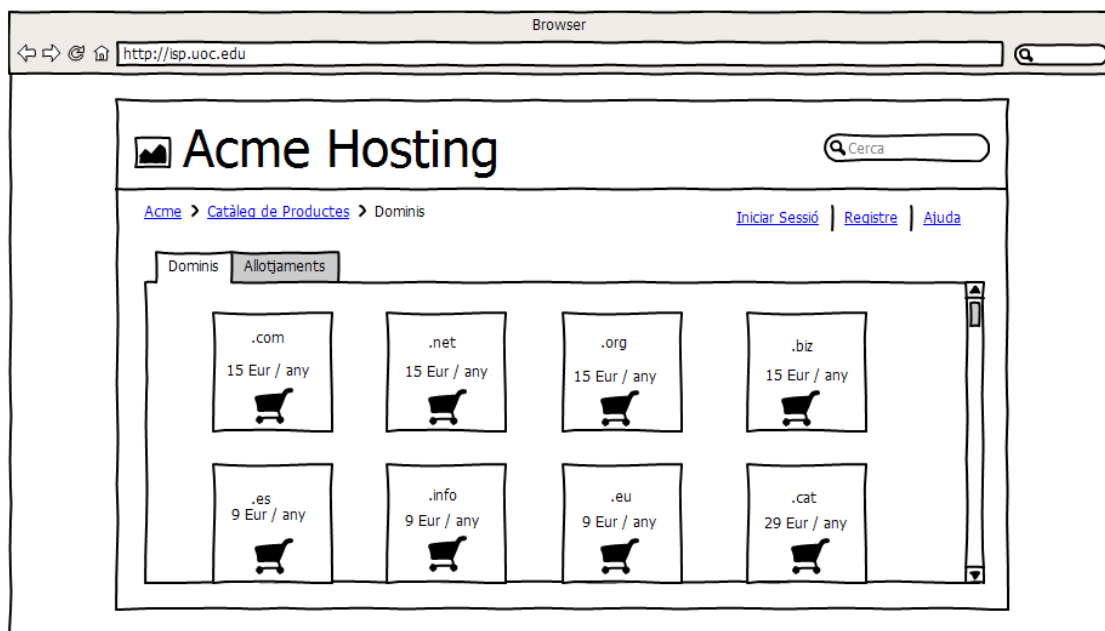 Browser
http://isp.uoc.edu
Acme Hosting
Cerca
Acme > Catàleg de Productes > Dominis
Iniciar Sessió | Registre | Ajuda
Dominis Allotjaments
.com
15 Eur / any
.net
15 Eur / any
.org
15 Eur / any
.biz
15 Eur / any
.es
9 Eur / any
.info
9 Eur / any
.eu
9 Eur / any
.cat
29 Eur / any